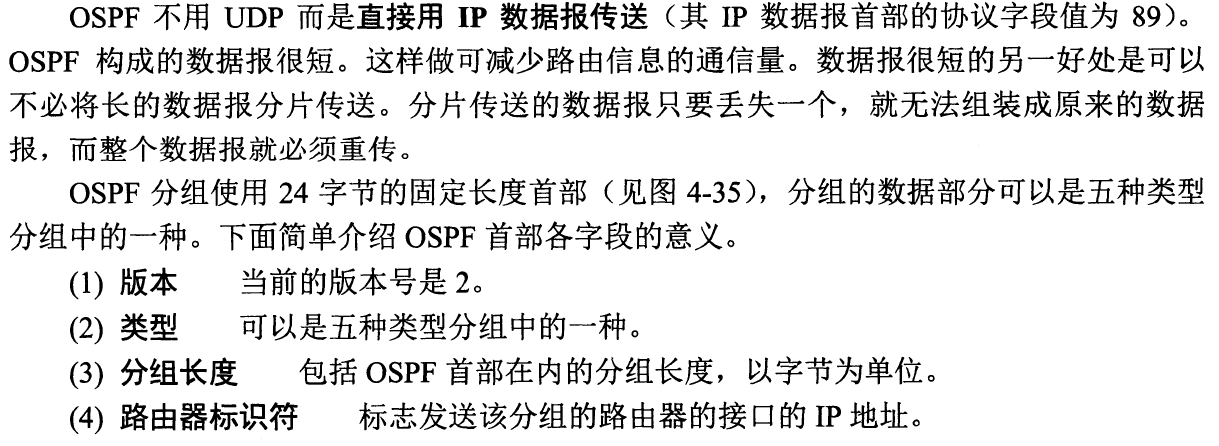 OSPF 不用 UDP 而是直接用 IP 数据报传送（其 IP 数据报首部的协议字段值为 89）。
OSPF 构成的数据报很短。这样做可减少路由信息的通信量。数据报很短的另一好处是可以
不必将长的数据报分片传送。分片传送的数据报只要丢失一个，就无法组装成原来的数据
报，而整个数据报就必须重传。
OSPF 分组使用 24 字节的固定长度首部（见图 4-35），分组的数据部分可以是五种类型
分组中的一种。下面简单介绍 OSPF 首部各字段的意义。
(1) 版本 当前的版本号是 2。
(2) 类型 可以是五种类型分组中的一种。
(3) 分组长度 包括 OSPF 首部在内的分组长度，以字节为单位。
(4) 路由器标识符 标志发送该分组的路由器的接口的 IP 地址。